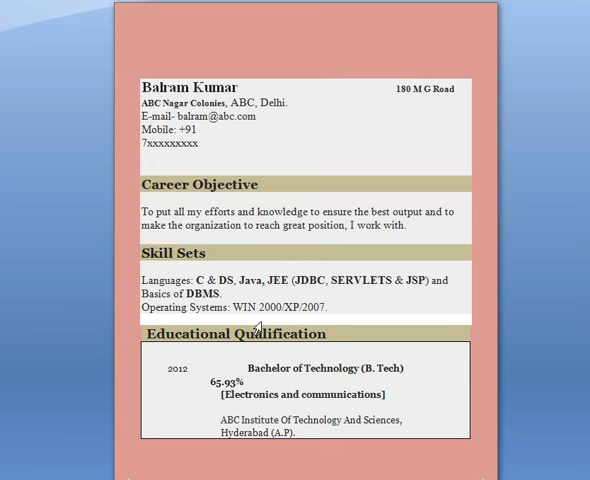 Balram Kumar 180 M G Road
ABC Nagar Colonies, ABC, Delhi.
E-mail- balram@abc.com
Mobile: +91
7xxxxxxxxx
Career Objective
To put all my efforts and knowledge to ensure the best output and to
make the organization to reach great position, I work with.
Skill Sets
Languages: C & DS, Java, JEE (JDBC, SERVLETS & JSP) and
Basics of DBMS.
Operating Systems: WIN 2000/XP/2007.
Educational Qualification
2012 Bachelor of Technology (B. Tech)
65.93%
[Electronics and communications]
ABC Institute Of Technology And Sciences,
Hyderabad (A.P).